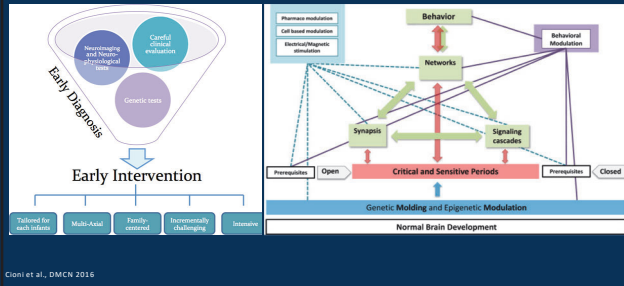 Neuroimaging
and Neuro-
physiological
tests
Careful
clinical
evaluation
Genetic tests
Early Diagnosis
Early Intervention
Tailored for
each infants
Multi-Axial
Family-
centered
Incrementally
challenging
Intensive
Pharmaco modulation
Cell based modulation
Electrical/Magnetic
stimulation
Behavior
Behavioral
Modulation
Networks
Synapsis
Signaling
cascades
Prerequisites
Open
Critical and Sensitive Periods
Prerequisites
Closed
Genetic Molding and Epigenetic Modulation
Normal Brain Development
Cioni et al., DMCN 2016